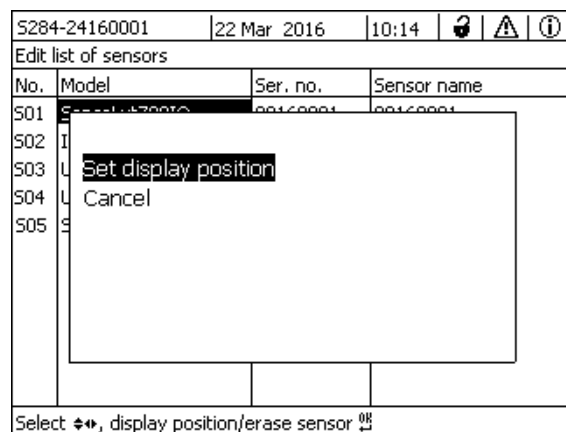 S284-24160001 22 Mar 2016 10:14
Edit list of sensors
No. Model Ser. no. Sensor name
S01
S02 I
S03
S04
S05
Set display position
Cancel
Select, display position/erase sensor OK